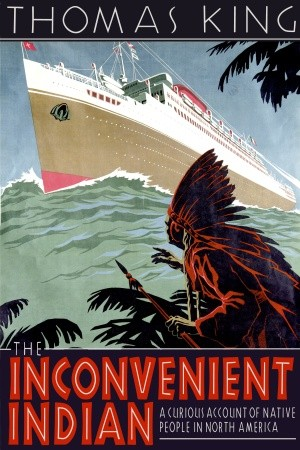 THOMAS KING
THE
INCONVENIENT
INDIAN
A CURIOUS ACCOUNT OF NATIVE
PEOPLE IN NORTH AMERICA